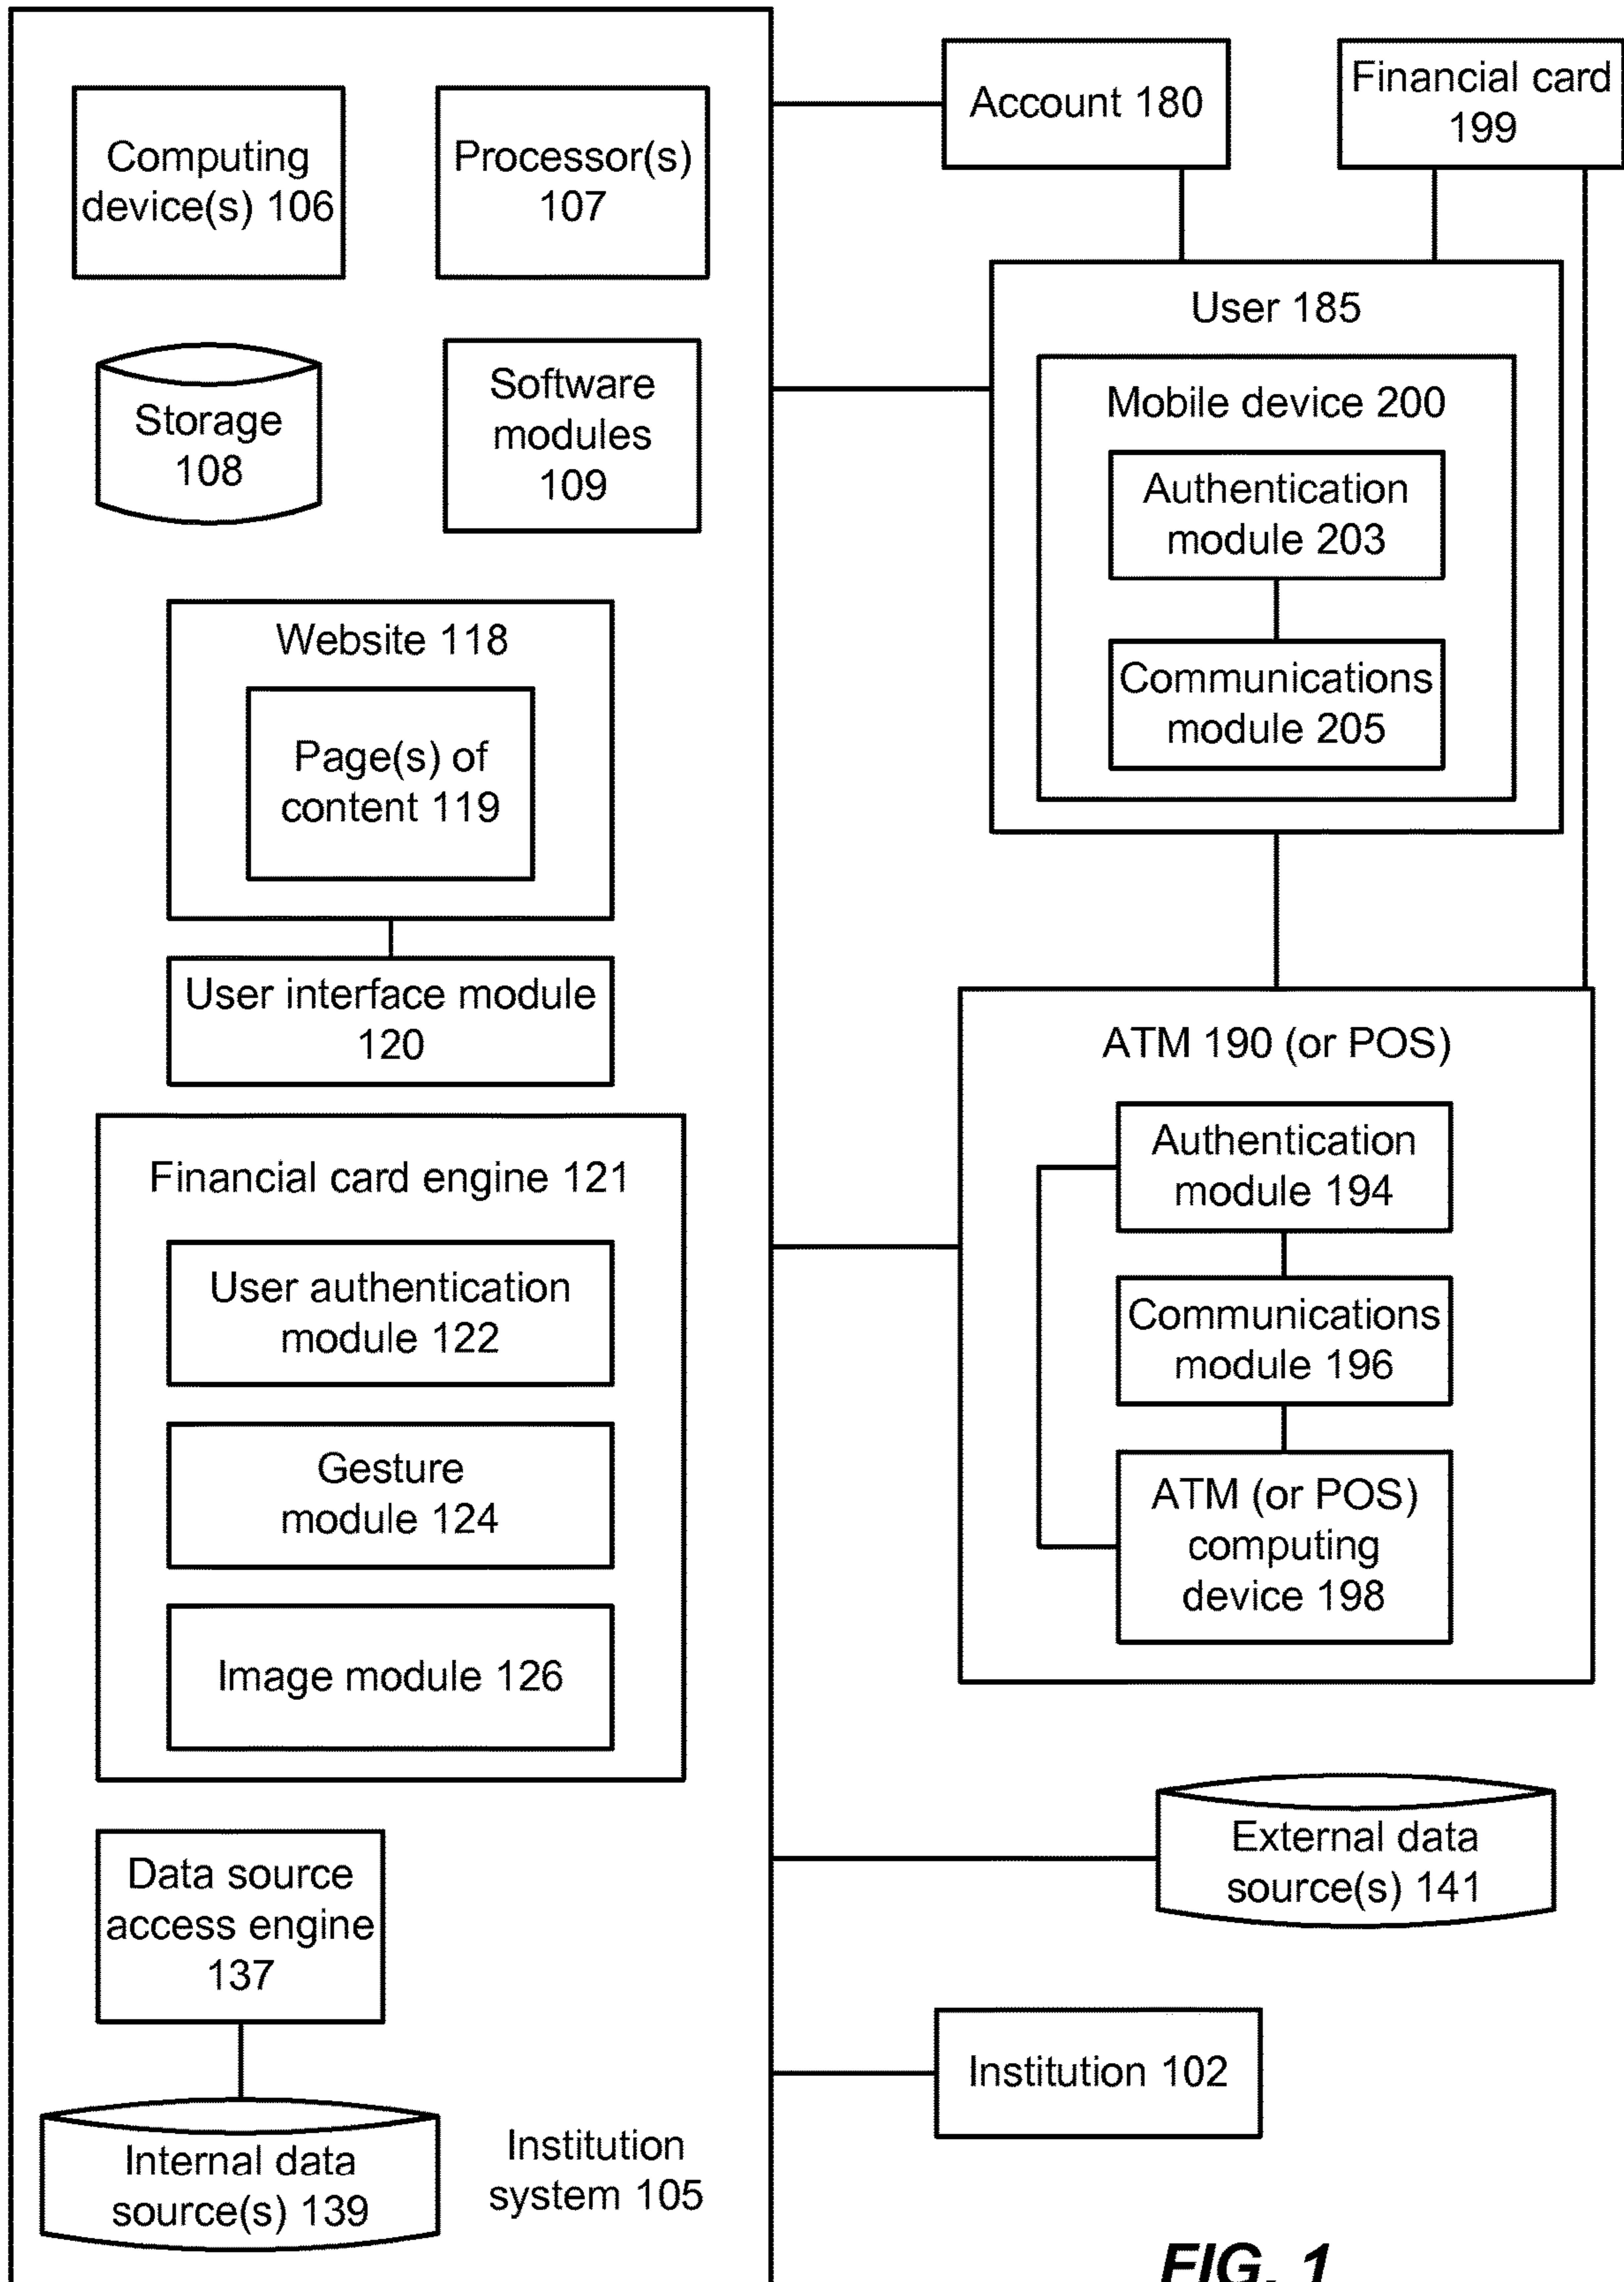 Computing
device(s) 106
Processor(s)
107
Storage
108
Software
modules
109
Website 118
Page(s) of
content 119
User interface module
120
Financial card engine 121
User authentication
module 122
Gesture
module 124
Image module 126
Data source
access engine
137
Internal data
source(s) 139
Institution
system 105
Account 180
Financial card
199
User 185
Mobile device 200
Authentication
module 203
Communications
module 205
ATM 190 (or POS)
Authentication
module 194
Communications
module 196
ATM (or POS)
computing
device 198
External data
source(s) 141
Institution 102
FIG. 1